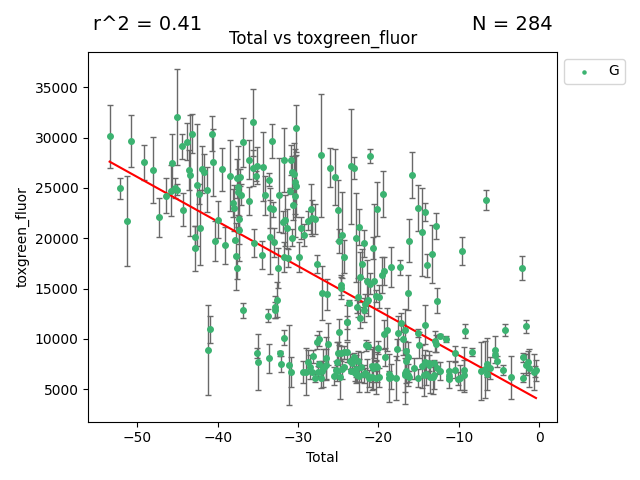 r^2 = 0.41
N = 284
Total vs toxgreen_fluor
G
35000
30000
25000
20000
15000
10000
5000
toxgreen_fluor
−50
−40
−30
−20
−10
0
Total